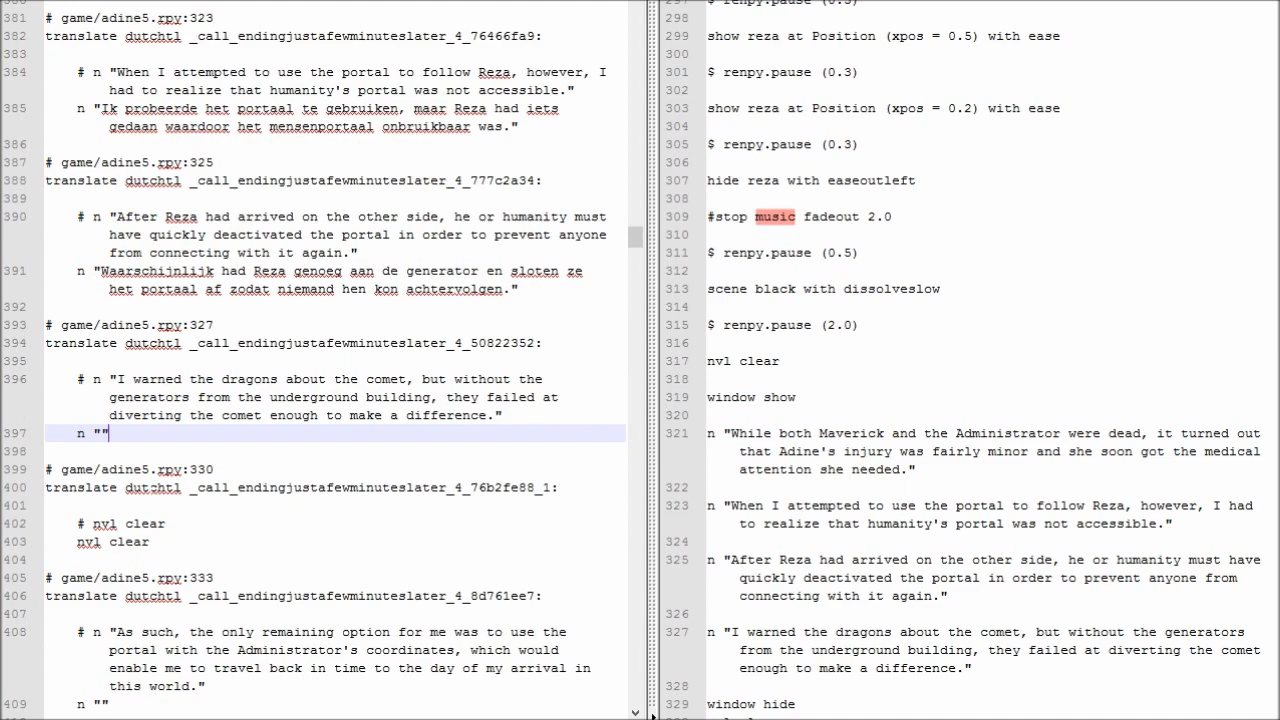 381 # game/adine5.rpy:323
382 translate dutchtl _call_endingjustafewminuteslater_4_76466fa9:
383
384 # n "When I attempted to use the portal to follow Reza, however, I
had to realize that humanity's portal was not accessible."
385 n "Ik probeerde het portaal te gebruiken, maar Reza had iets
gedaan waardoor het mensenportaal onbruikbaar was."
386
387 # game/adine5.rpy:325
388 translate dutchtl _call_endingjustafewminuteslater_4_777c2a34:
389
390 # n "After Reza had arrived on the other side, he or humanity must
have quickly deactivated the portal in order to prevent anyone
from connecting with it again."
391 n "Waarschijnlijk had Reza genoeg aan de generator en sloten ze
het portaal af zodat niemand hen kon achtervolgen."
392
393 # game/adine5.rpy:327
394 translate dutchtl _call_endingjustafewminuteslater_4_50822352:
395
396 # n "I warned the dragons about the comet, but without the
generators from the underground building, they failed at
diverting the comet enough to make a difference."
397 n ""
398
399 # game/adine5.rpy:330
400 translate dutchtl _call_endingjustafewminuteslater_4_76b2fe88_1:
401
402 # nvl clear
403 nvl clear
404
405 # game/adine5.rpy:333
406 translate dutchtl _call_endingjustafewminuteslater_4_8d761ee7:
407
408 # n "As such, the only remaining option for me was to use the
portal with the Administrator's coordinates, which would
enable me to travel back in time to the day of my arrival in
this world."
409 n ""
298
299 show reza at Position (xpos = 0.5) with ease
300
301 $ renpy.pause (0.3)
302
303 show reza at Position (xpos = 0.2) with ease
304
305 $ renpy.pause (0.3)
306
307 hide reza with easeoutleft
308
309 #stop music fadeout 2.0
310
311 $ renpy.pause (0.5)
312
313 scene black with dissolveslow
314
315 $ renpy.pause (2.0)
316
317 nvl clear
318
319 window show
320
321 n "While both Maverick and the Administrator were dead, it turned out
that Adine's injury was fairly minor and she soon got the medical
attention she needed."
322
323 n "When I attempted to use the portal to follow Reza, however, I had
to realize that humanity's portal was not accessible."
324
325 n "After Reza had arrived on the other side, he or humanity must have
quickly deactivated the portal in order to prevent anyone from
connecting with it again."
326
327 n "I warned the dragons about the comet, but without the generators
from the underground building, they failed at diverting the comet
enough to make a difference."
328
329 window hide